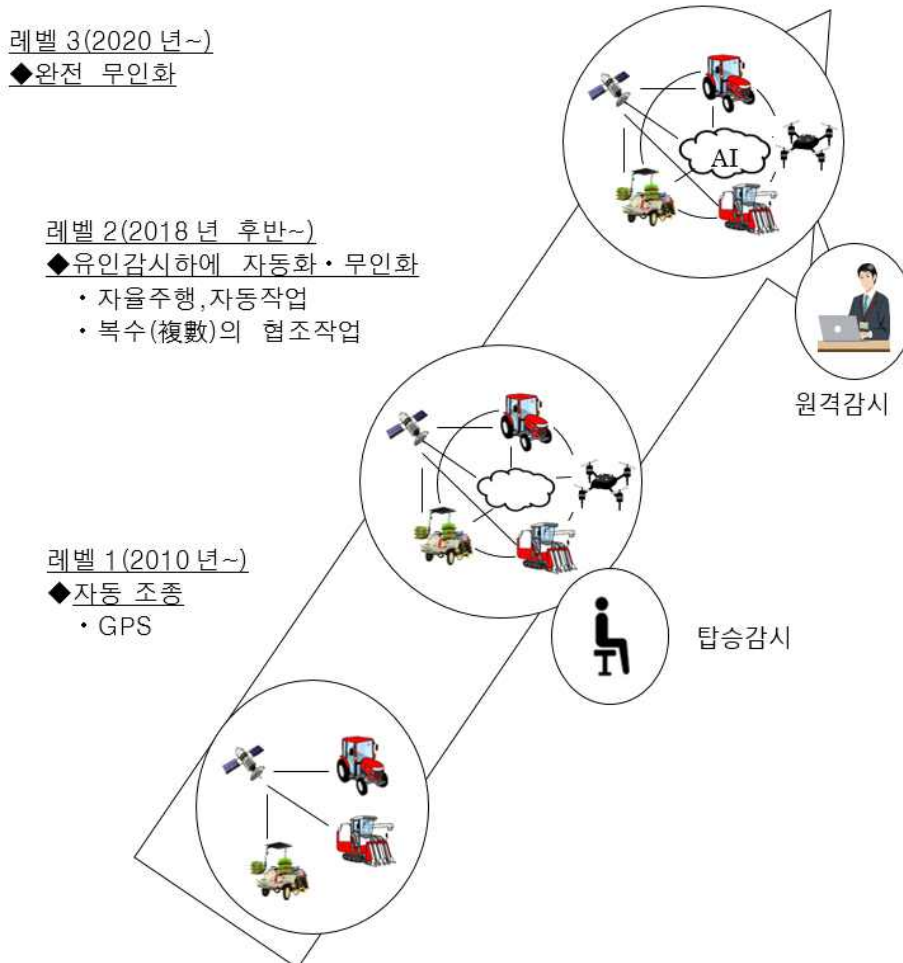 레벨 3(2020 년~)
◆완전 무인화
AI
레벨 2(2018 년 후반~)
◆유인감시하에 자동화・무인화
・자율주행,자동작업
・복수(複數)의 협조작업
원격감시
레벨 1(2010 년~)
◆자동 조종
・GPS
탑승감시